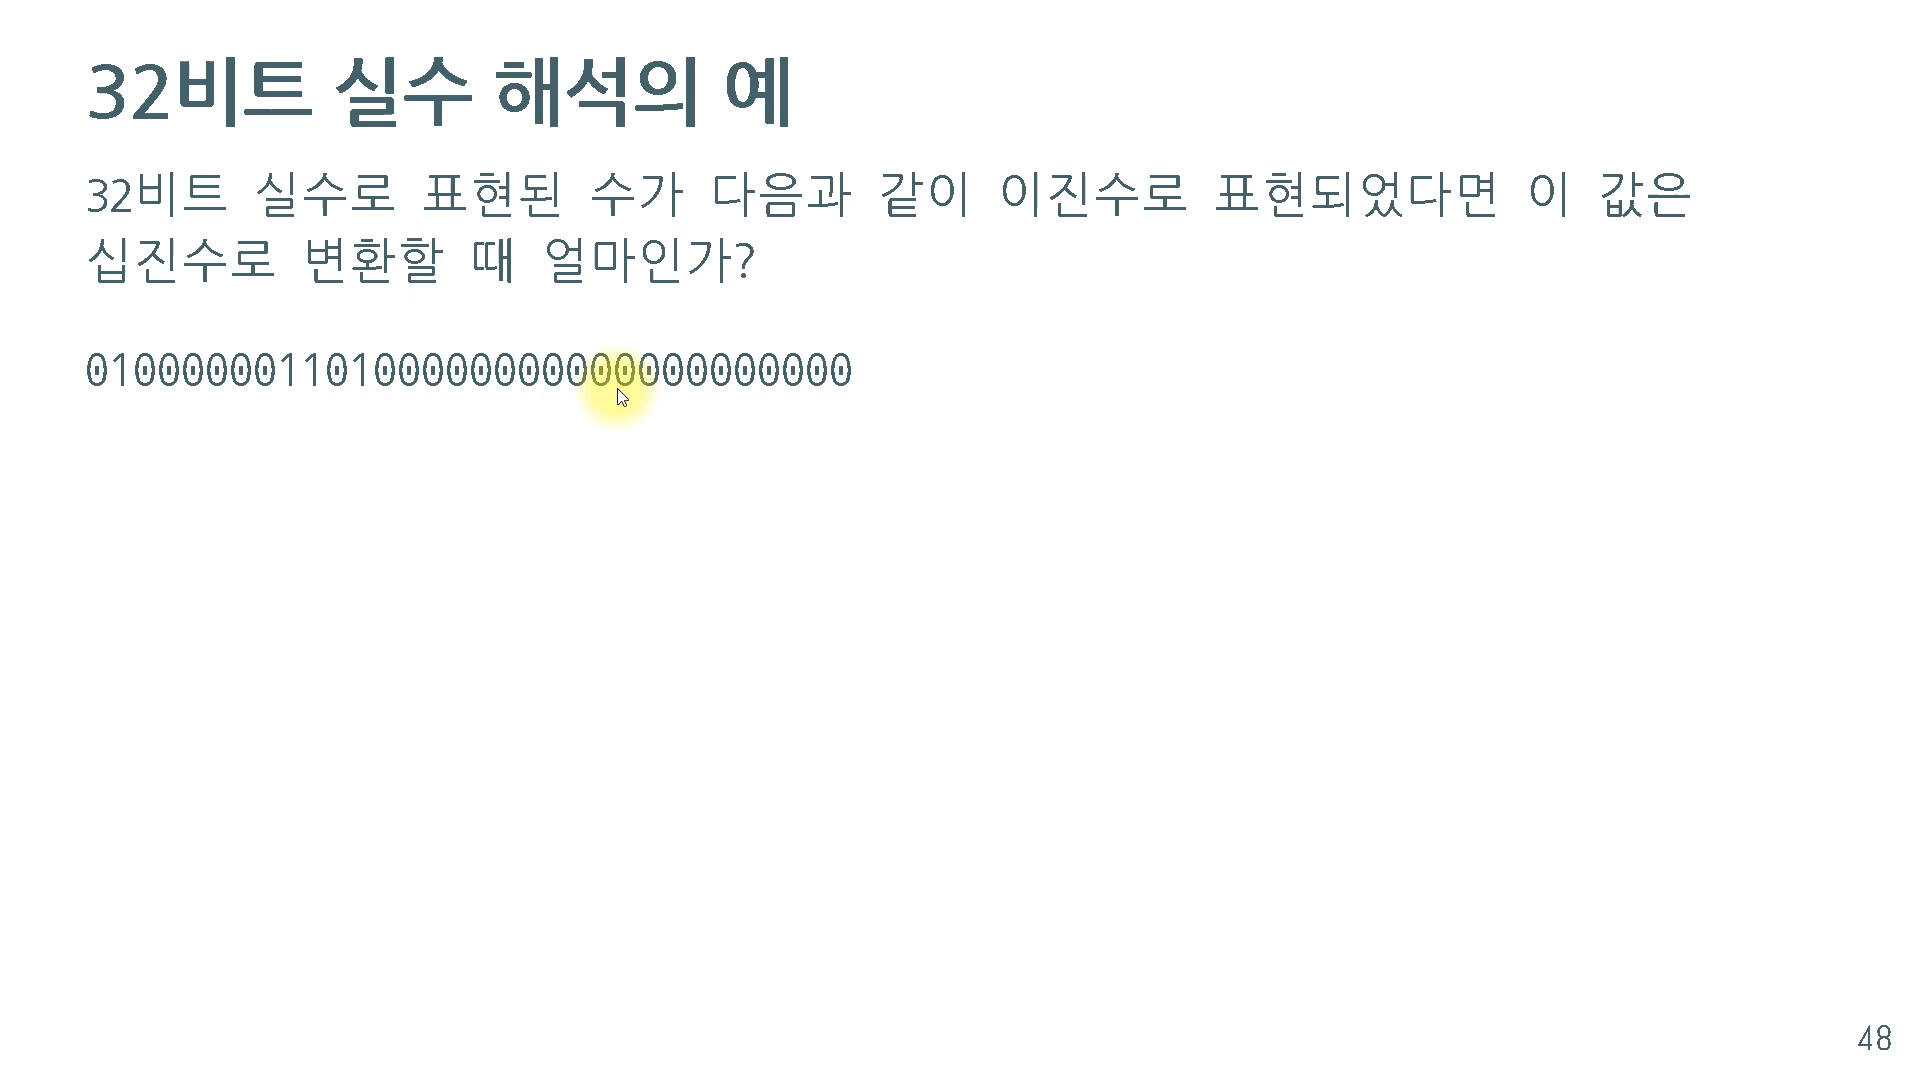 32비트 실수 해석의 예
32비트 실수로 표현된 수가 다음과 같이 이진수로 표현되었다면 이 값은
십진수로 변환할 때 얼마인가?
01000000110100000000000000000000
48